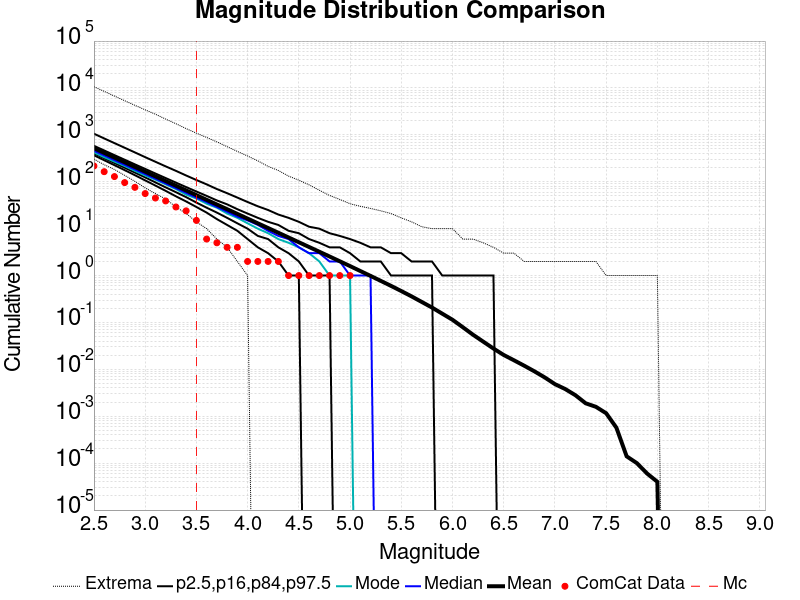 Magnitude Distribution Comparison
10 5
10 4
10 3
10 2
10 1
10 0
10 -1
10 -2
10 -3
10 -4
10 -5
Cumulative Number
2.5 3.0 3.5 4.0 4.5 5.0 5.5 6.0 6.5 7.0 7.5 8.0 8.5 9.0
Magnitude
Extrema p2.5,p16,p84,p97.5 Mode Median Mean ComCat Data Mc